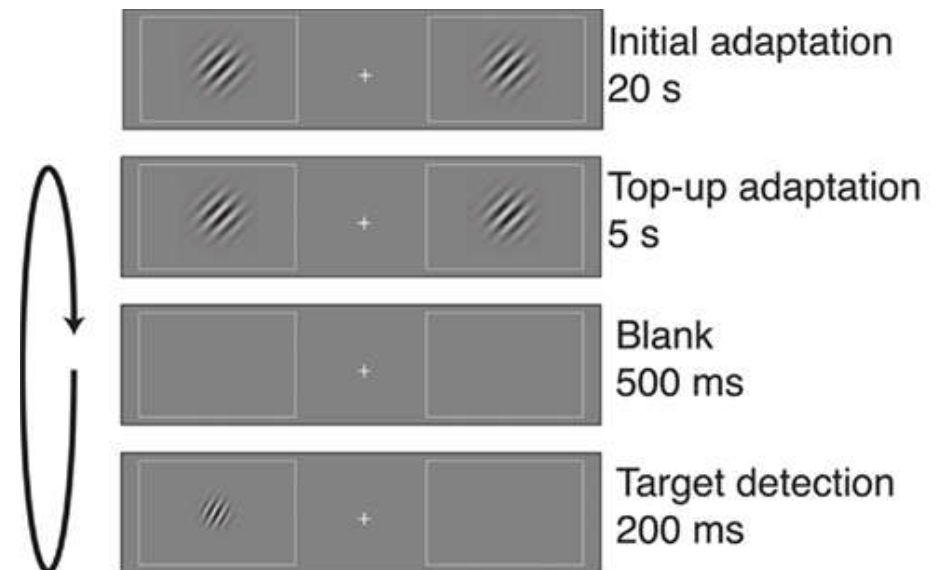 Initial adaptation
20 s
Top-up adaptation
5 s
Blank
500 ms
Target detection
200 ms